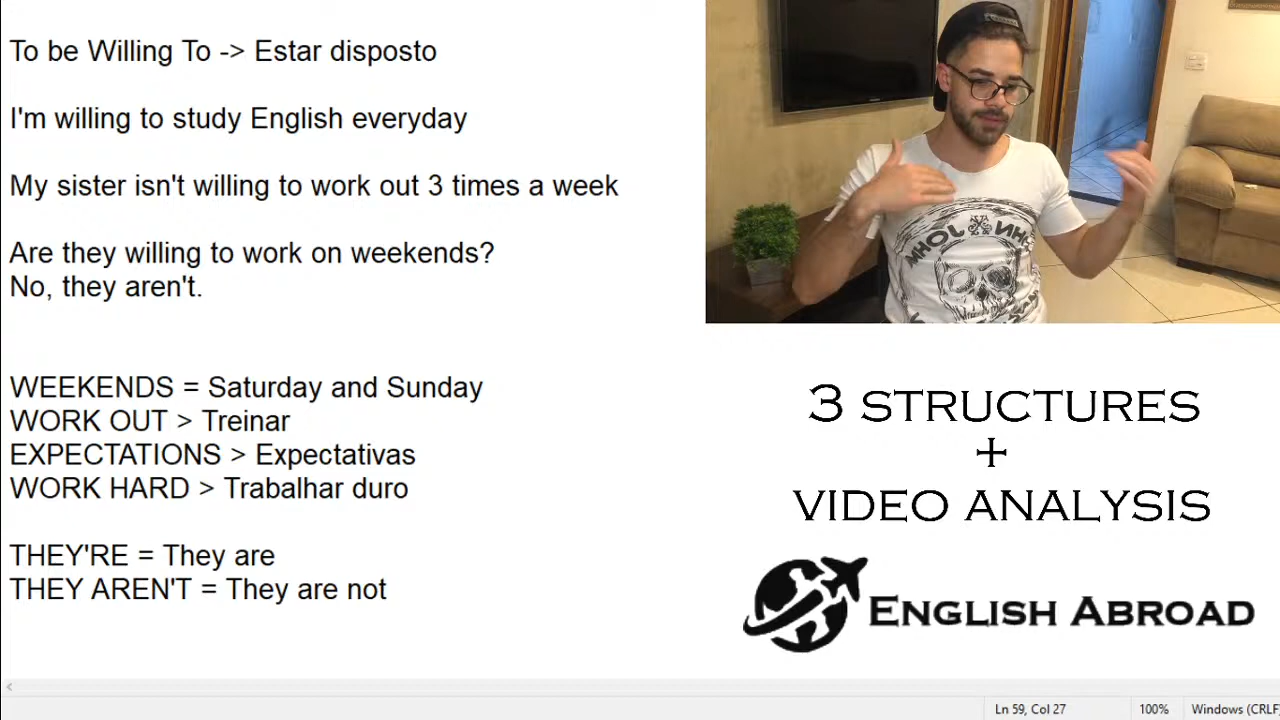 To be Willing To -> Estar disposto
I'm willing to study English everyday
My sister isn't willing to work out 3 times a week
Are they willing to work on weekends?
No, they aren't.
WEEKENDS = Saturday and Sunday
WORK OUT > Treinar
EXPECTATIONS > Expectativas
WORK HARD > Trabalhar duro
THEY'RE = They are
THEY AREN'T = They are not
JOHN
3 STRUCTURES
+
VIDEO ANALYSIS
ENGLISH ABROAD
Ln 59, Col 27
100%
Windows (CRLF